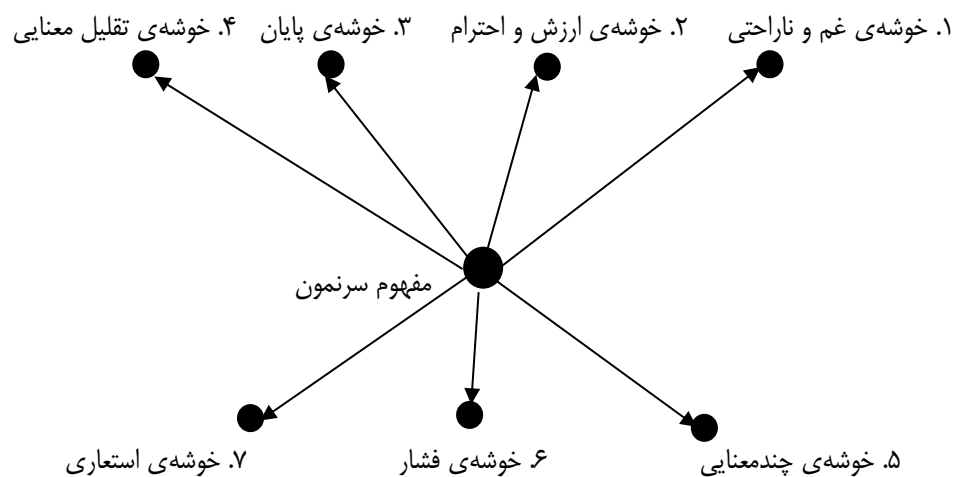 ۱. خوشه‌ی غم و ناراحتی
۲. خوشه‌ی ارزش و احترام
۳. خوشه‌ی پایان
۴. خوشه‌ی تقلیل معنایی
مفهوم سرنمون
۵. خوشه‌ی چندمعنایی
۶. خوشه‌ی فشار
۷. خوشه‌ی استعاری